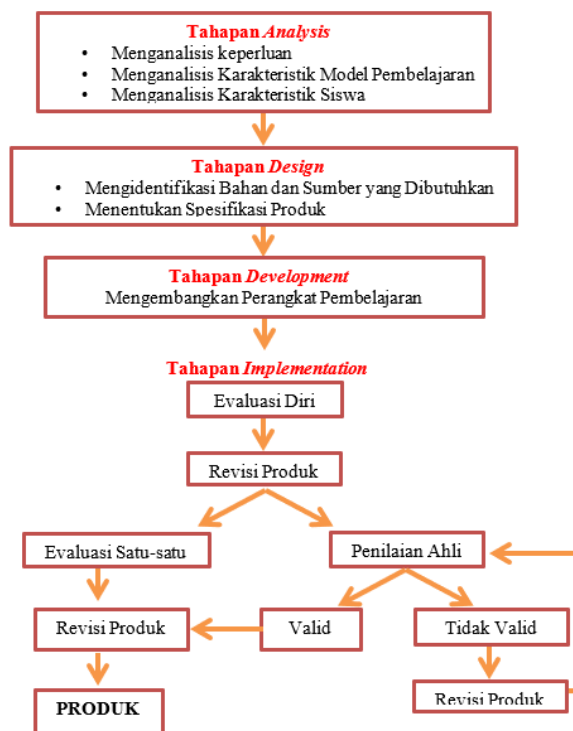 Tahapan Analysis
• Menganalisis keperluan
• Menganalisis Karakteristik Model Pembelajaran
• Menganalisis Karakteristik Siswa
Tahapan Design
• Mengidentifikasi Bahan dan Sumber yang Dibutuhkan
• Menentukan Spesifikasi Produk
Tahapan Development
Mengembangkan Perangkat Pembelajaran
Tahapan Implementation
Evaluasi Diri
Revisi Produk
Evaluasi Satu-satu
Penilaian Ahli
Revisi Produk
Valid
Tidak Valid
PRODUK
Revisi Produk